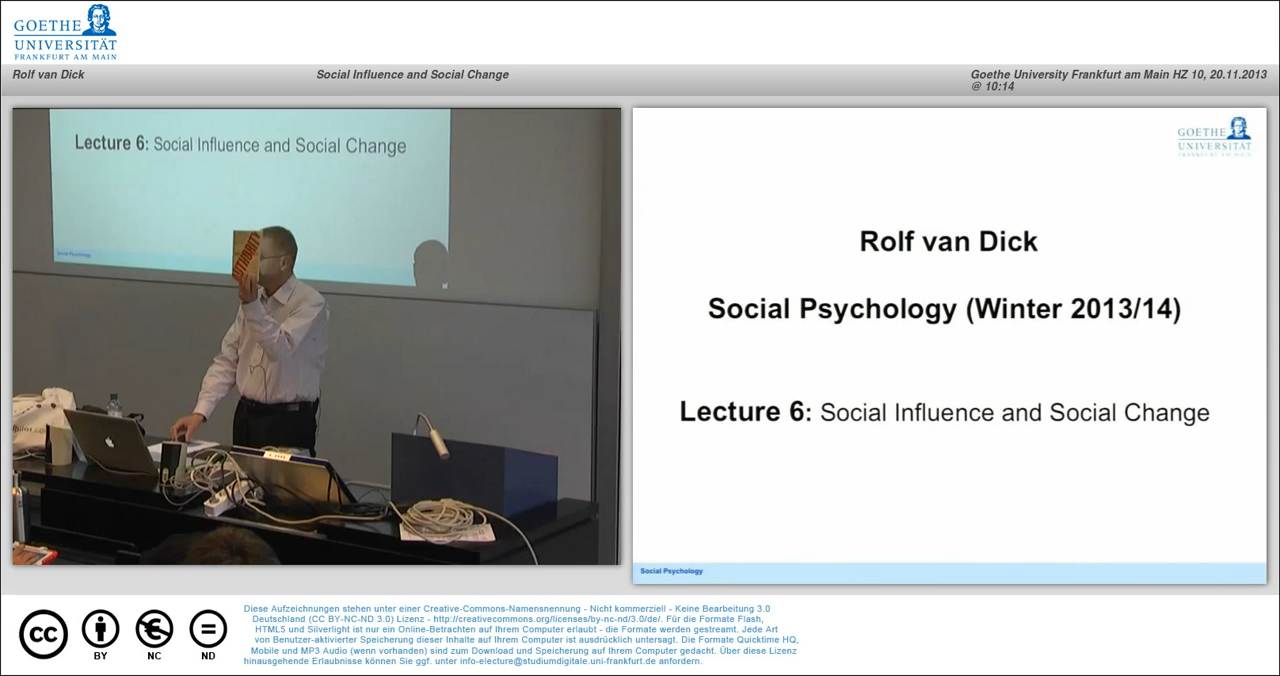 GOETHE
UNIVERSITÄT
FRANKFURT AM MAIN
Rolf van Dick
Social Influence and Social Change
Goethe University Frankfurt am Main HZ 10, 20.11.2013
@ 10:14
Lecture 6: Social Influence and Social Change
Social Psychology
GOETHE
UNIVERSITÄT
FRANKFURT AM MAIN
Rolf van Dick
Social Psychology (Winter 2013/14)
Lecture 6: Social Influence and Social Change
Social Psychology
cc
BY
NC
ND
Diese Aufzeichnungen stehen unter einer Creative-Commons-Namensnennung - Nicht kommerziell - Keine Bearbeitung 3.0
Deutschland (CC BY-NC-ND 3.0) Lizenz - http://creativecommons.org/licenses/by-nc-nd/3.0/de/. Für die Formate Flash,
HTML5 und Silverlight ist nur ein Online-Betrachten auf Ihrem Computer erlaubt - die Formate werden gestreamt. Jede Art
von Benutzer-aktivierter Speicherung dieser Inhalte auf Ihrem Computer ist ausdrücklich untersagt. Die Formate Quicktime HQ,
Mobile und MP3 Audio (wenn vorhanden) sind zum Download und Speicherung auf Ihrem Computer gedacht. Über diese Lizenz
hinausgehende Erlaubnisse können Sie ggf. unter info-electure@studiumdigitale.uni-frankfurt.de anfordern.